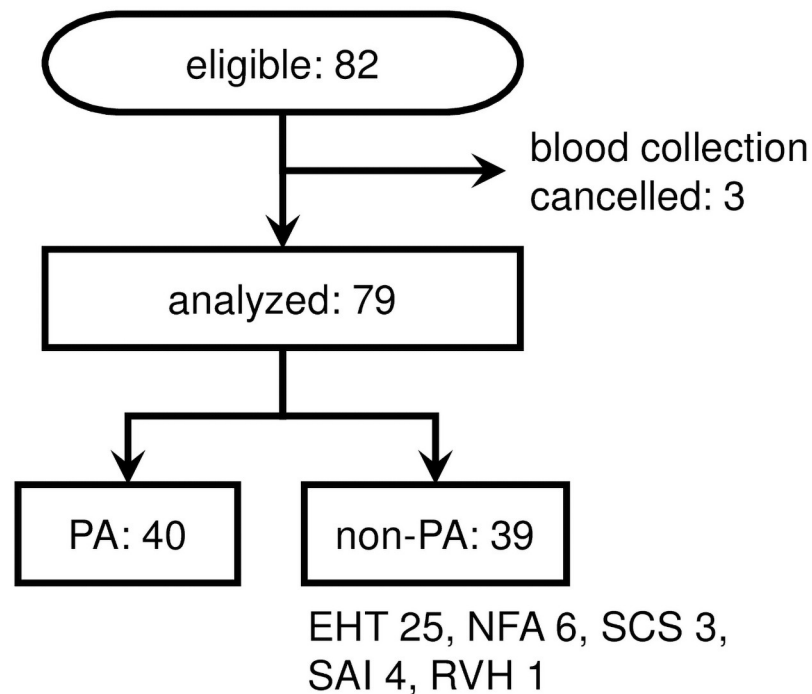 eligible: 82
blood collection
cancelled: 3
analyzed: 79
PA: 40
non-PA: 39
EHT 25, NFA 6, SCS 3,
SAI 4, RVH 1